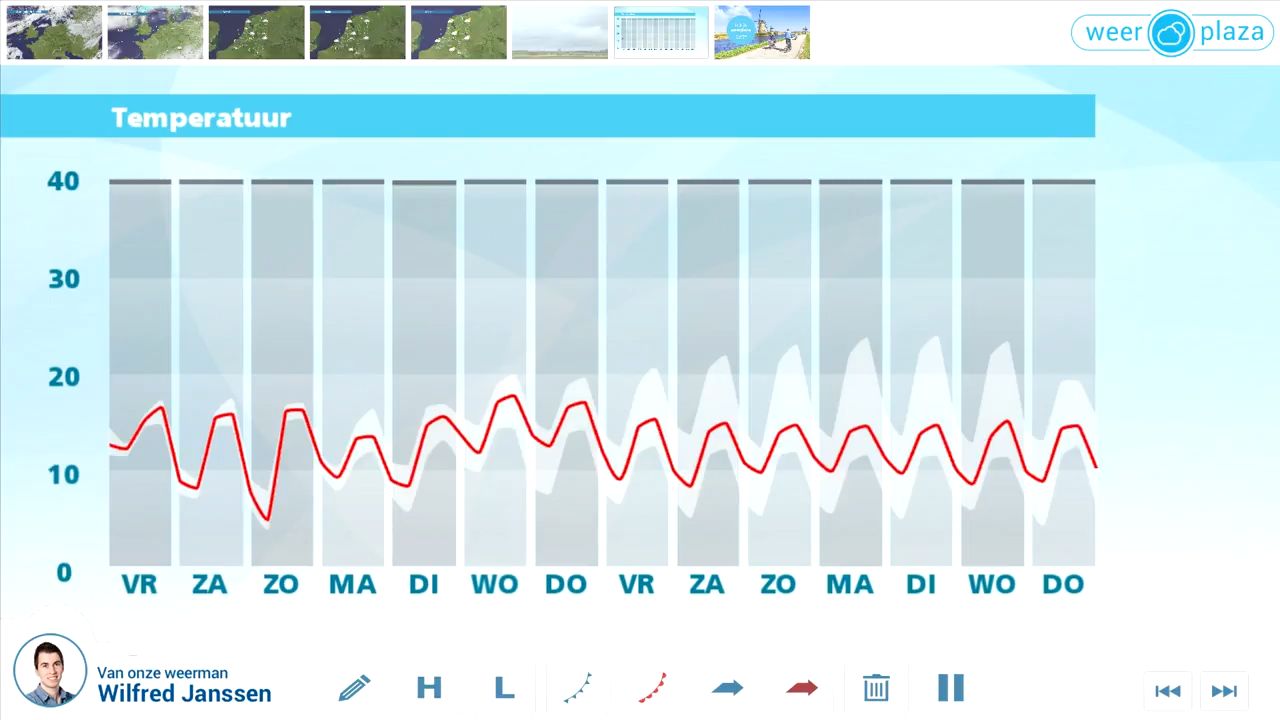 weer plaza
Temperatuur
40
30
20
10
0
VR ZA ZO MA DI WO DO VR ZA ZO MA DI WO DO
Van onze weerman
Wilfred Janssen
H L